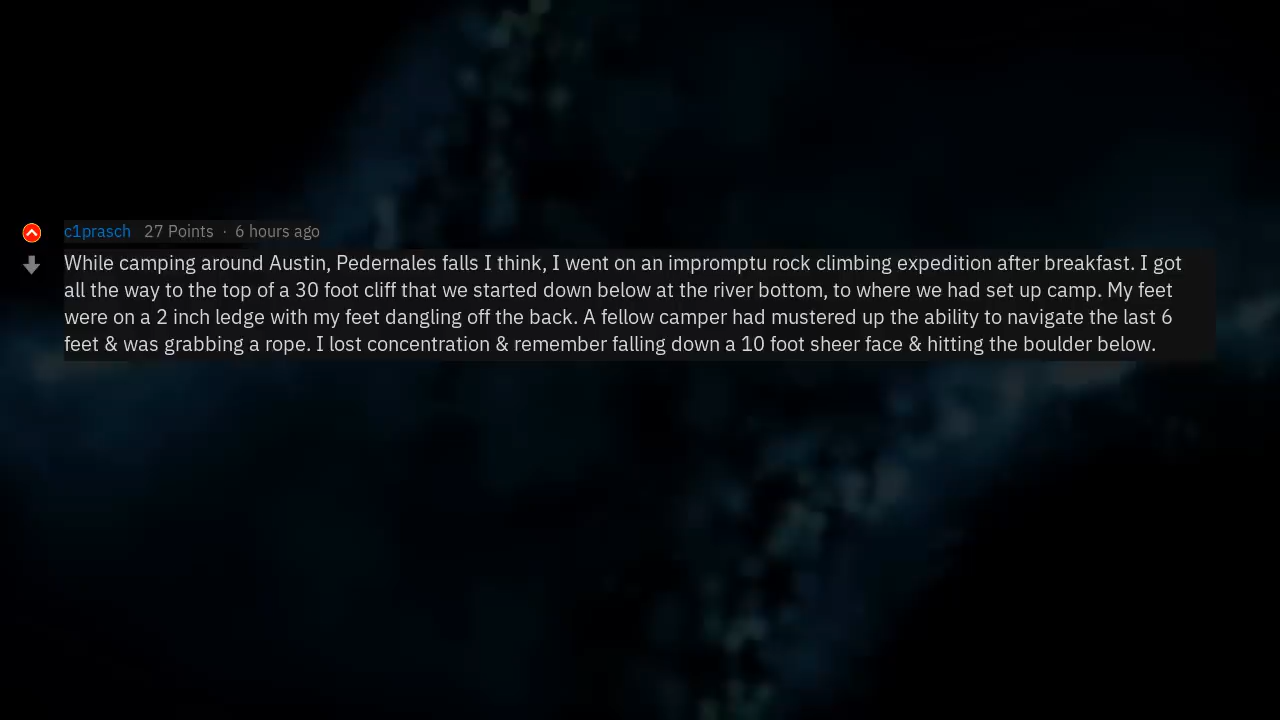 c1prasch 27 Points · 6 hours ago
While camping around Austin, Pedernales falls I think, I went on an impromptu rock climbing expedition after breakfast. I got
all the way to the top of a 30 foot cliff that we started down below at the river bottom, to where we had set up camp. My feet
were on a 2 inch ledge with my feet dangling off the back. A fellow camper had mustered up the ability to navigate the last 6
feet & was grabbing a rope. I lost concentration & remember falling down a 10 foot sheer face & hitting the boulder below.